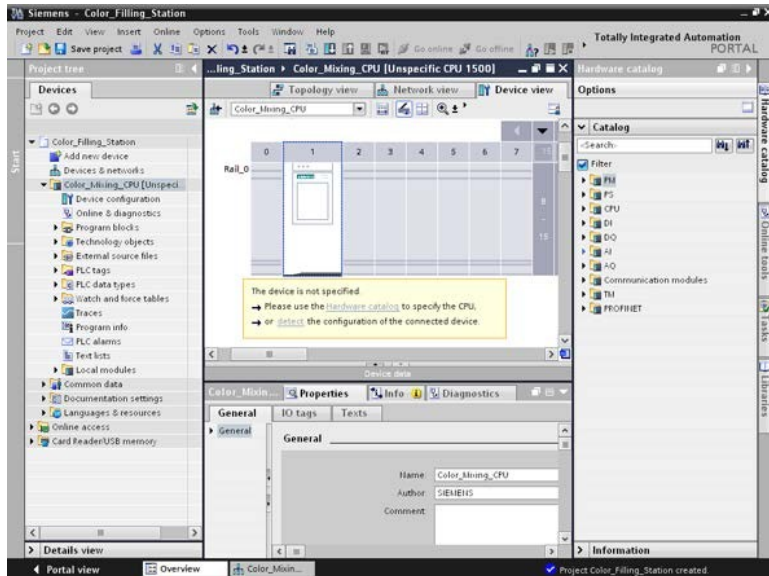 Siemens - Color_Filling_Station
Project Edit View Insert Online Options Tools Window Help
Save project
Go online
Go offline
Totally Integrated Automation
PORTAL
Project tree
Devices
Color_Filling_Station
Add new device
Devices & networks
Color_Mixing_CPU [Unspeci...
Device configuration
Online & diagnostics
Program blocks
Technology objects
External source files
PLC tags
PLC data types
Watch and force tables
Traces
Program info
PLC alarms
Text lists
Local modules
Common data
Documentation settings
Languages & resources
Online access
Card Reader/USB memory
Details view
Start
...ling_Station Color_Mixing_CPU [Unspecific CPU 1500]
Topology view
Network view
Device view
Color_Mixing_CPU
0 1 2 3 4 5 6 7
Rail_0
The device is not specified.
Please use the Hardware catalog to specify the CPU,
or detect the configuration of the connected device.
Device data
Color_Mixin...
Properties
Info
Diagnostics
General
IO tags
Texts
General
General
Name: Color_Mixing_CPU
Author: SIEMENS
Comment:
Hardware catalog
Options
Catalog
<Search>
Filter
PM
PS
CPU
DI
DQ
AI
AQ
Communication modules
TM
PROFINET
Information
Hardware catalog
Online tools
Tasks
Libraries
Portal view
Overview
Color_Mixin...
Project Color_Filling_Station created.